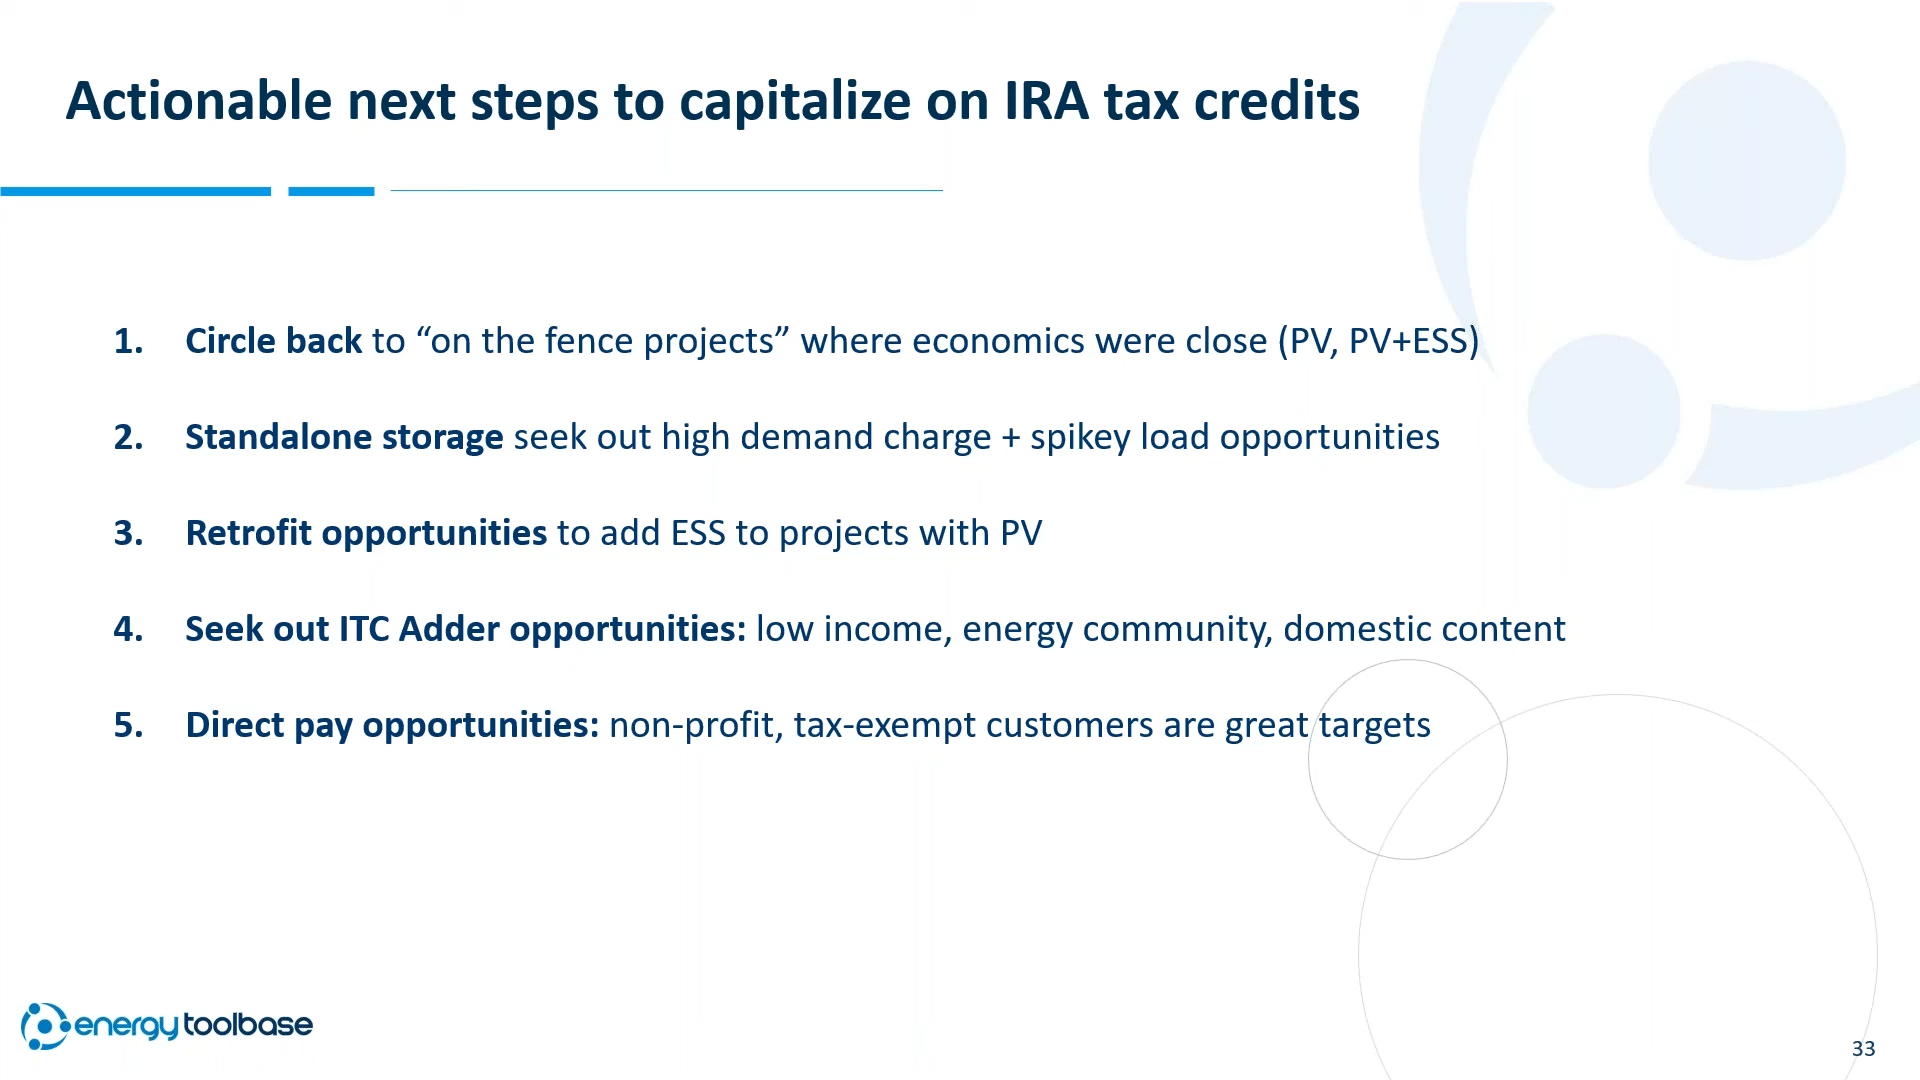 Actionable next steps to capitalize on IRA tax credits
1. Circle back to “on the fence projects” where economics were close (PV, PV+ESS)
2. Standalone storage seek out high demand charge + spikey load opportunities
3. Retrofit opportunities to add ESS to projects with PV
4. Seek out ITC Adder opportunities: low income, energy community, domestic content
5. Direct pay opportunities: non-profit, tax-exempt customers are great targets
energy toolbase
33